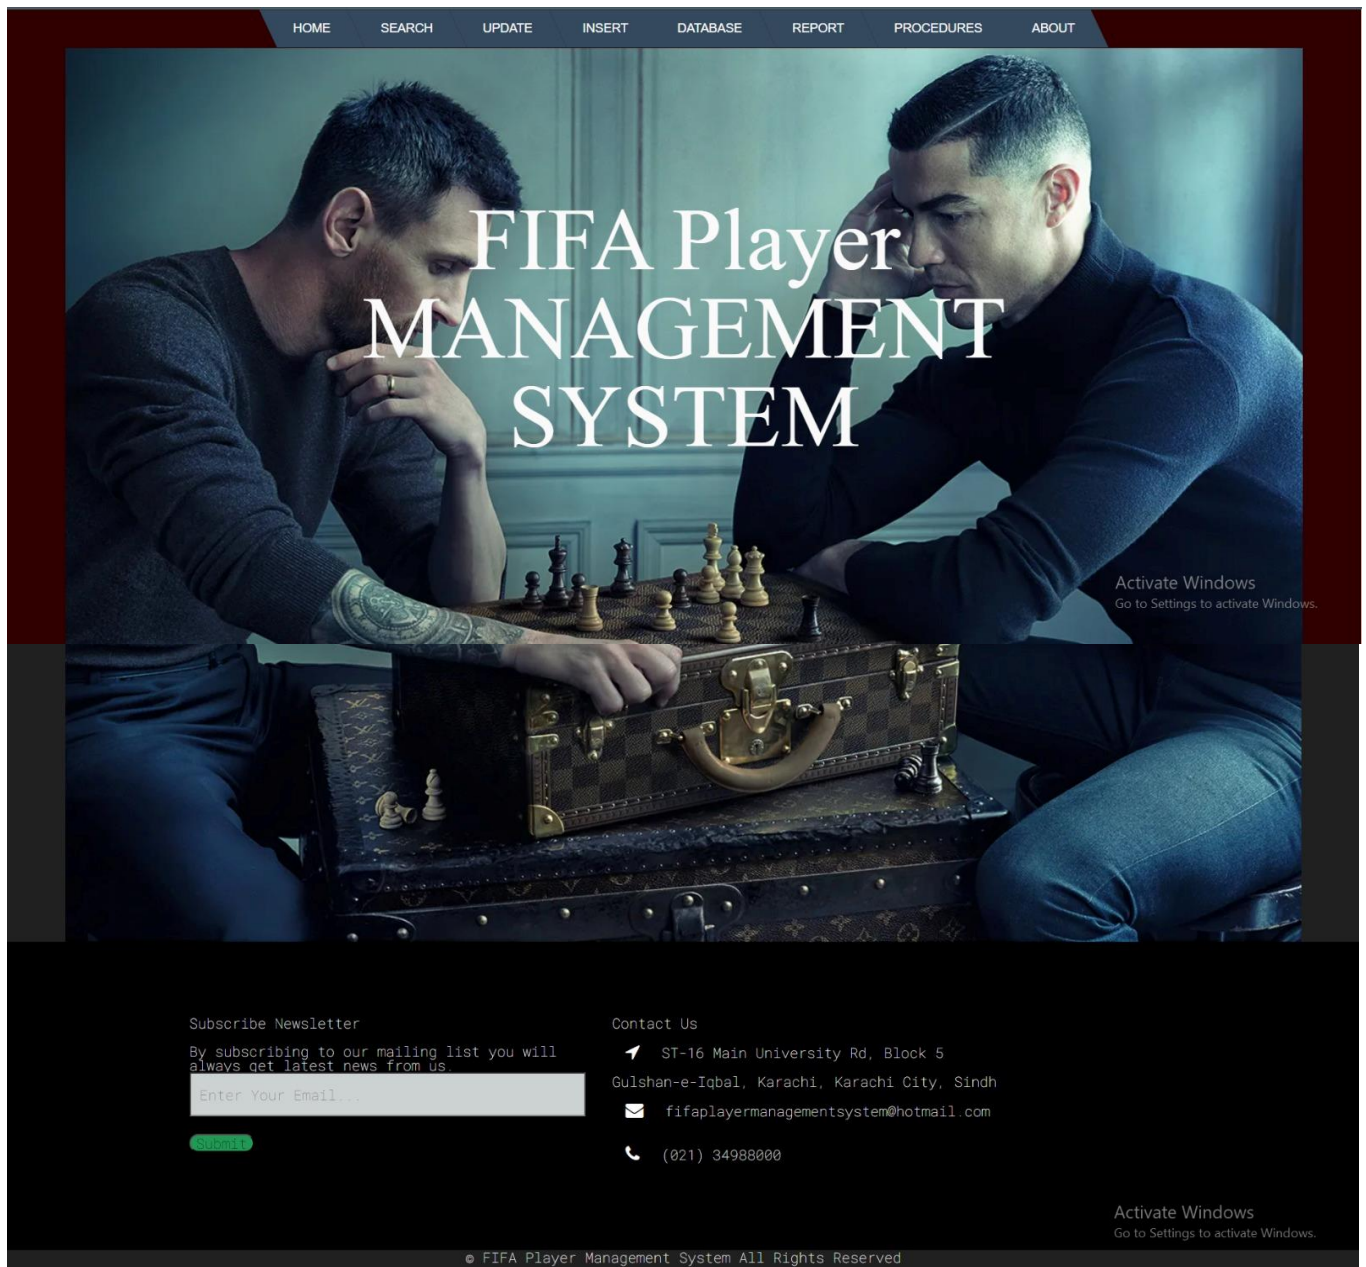 HOME SEARCH UPDATE INSERT DATABASE REPORT PROCEDURES ABOUT
FIFA Player
MANAGEMENT
SYSTEM
Activate Windows
Go to Settings to activate Windows.
Subscribe Newsletter
By subscribing to our mailing list you will
always get latest news from us.
Enter Your Email...
Submit
Contact Us
ST-16 Main University Rd, Block 5
Gulshan-e-Iqbal, Karachi, Karachi City, Sindh
fifaplayermanagementsystem@hotmail.com
(021) 34988000
Activate Windows
Go to Settings to activate Windows.
© FIFA Player Management System All Rights Reserved